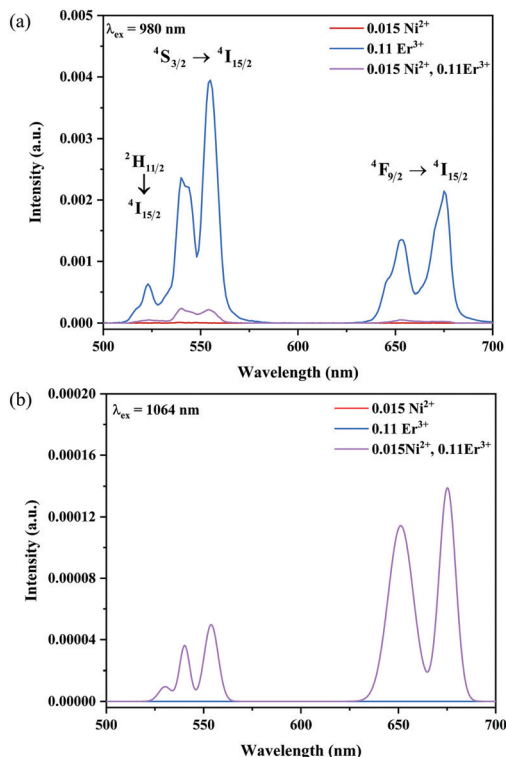 (a)
λex = 980 nm
0.015 Ni²⁺
0.11 Er³⁺
0.015 Ni²⁺, 0.11Er³⁺
⁴S3/2 → ⁴I15/2
²H11/2
↓
⁴I15/2
⁴F9/2 → ⁴I15/2
Intensity (a.u.)
0.005
0.004
0.003
0.002
0.001
0.000
500 550 600 650 700
Wavelength (nm)
(b)
λex = 1064 nm
0.015 Ni²⁺
0.11 Er³⁺
0.015Ni²⁺, 0.11Er³⁺
Intensity (a.u.)
0.00020
0.00016
0.00012
0.00008
0.00004
0.00000
500 550 600 650 700
Wavelength (nm)